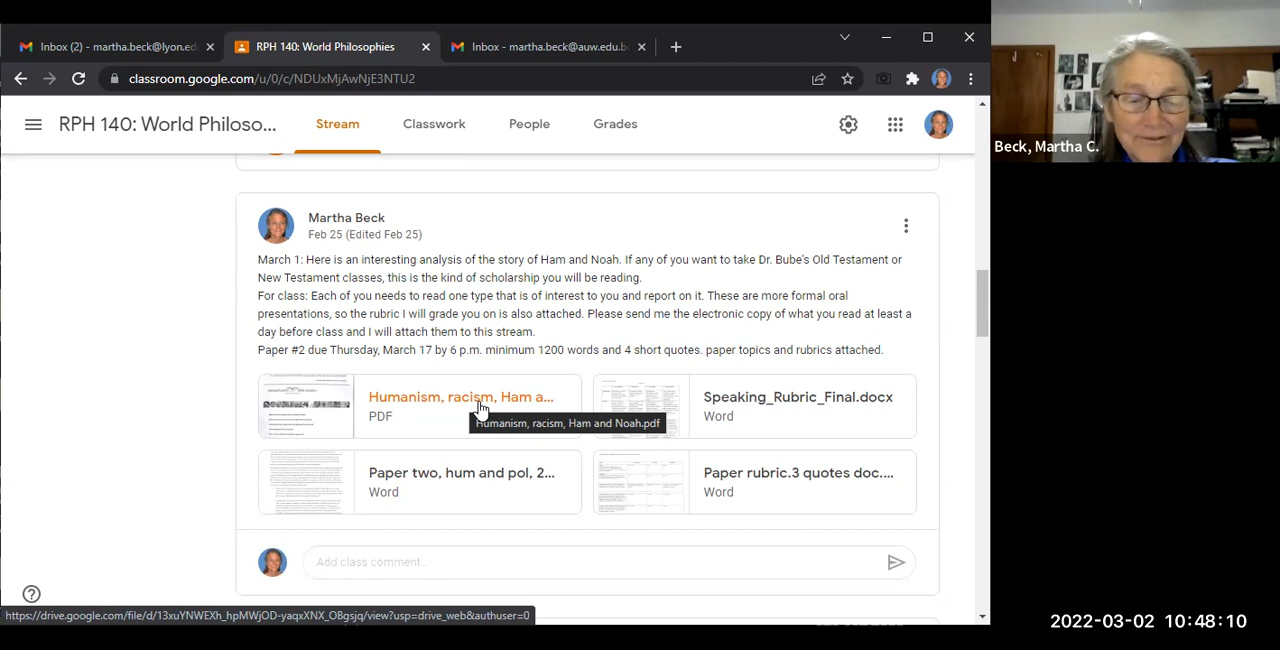 Inbox (2) - martha.beck@lyon.ed
RPH 140: World Philosophies
Inbox - martha.beck@auw.edu.b
classroom.google.com/u/0/c/NDUxMjAwNjE3NTU2
RPH 140: World Philoso...
Stream
Classwork
People
Grades
Beck, Martha C.
Martha Beck
Feb 25 (Edited Feb 25)
March 1: Here is an interesting analysis of the story of Ham and Noah. If any of you want to take Dr. Bube's Old Testament or
New Testament classes, this is the kind of scholarship you will be reading.
For class: Each of you needs to read one type that is of interest to you and report on it. These are more formal oral
presentations, so the rubric I will grade you on is also attached. Please send me the electronic copy of what you read at least a
day before class and I will attach them to this stream.
Paper #2 due Thursday, March 17 by 6 p.m. minimum 1200 words and 4 short quotes. paper topics and rubrics attached.
Humanism, racism, Ham a...
PDF
Humanism, racism, Ham and Noah.pdf
Speaking_Rubric_Final.docx
Word
Paper two, hum and pol, 2...
Word
Paper rubric.3 quotes doc....
Word
Add class comment...
https://drive.google.com/file/d/13xuYNWEXh_hpMWjOD-yaqxXNX_OBgsjq/view?usp=drive_web&authuser=0
2022-03-02 10:48:10